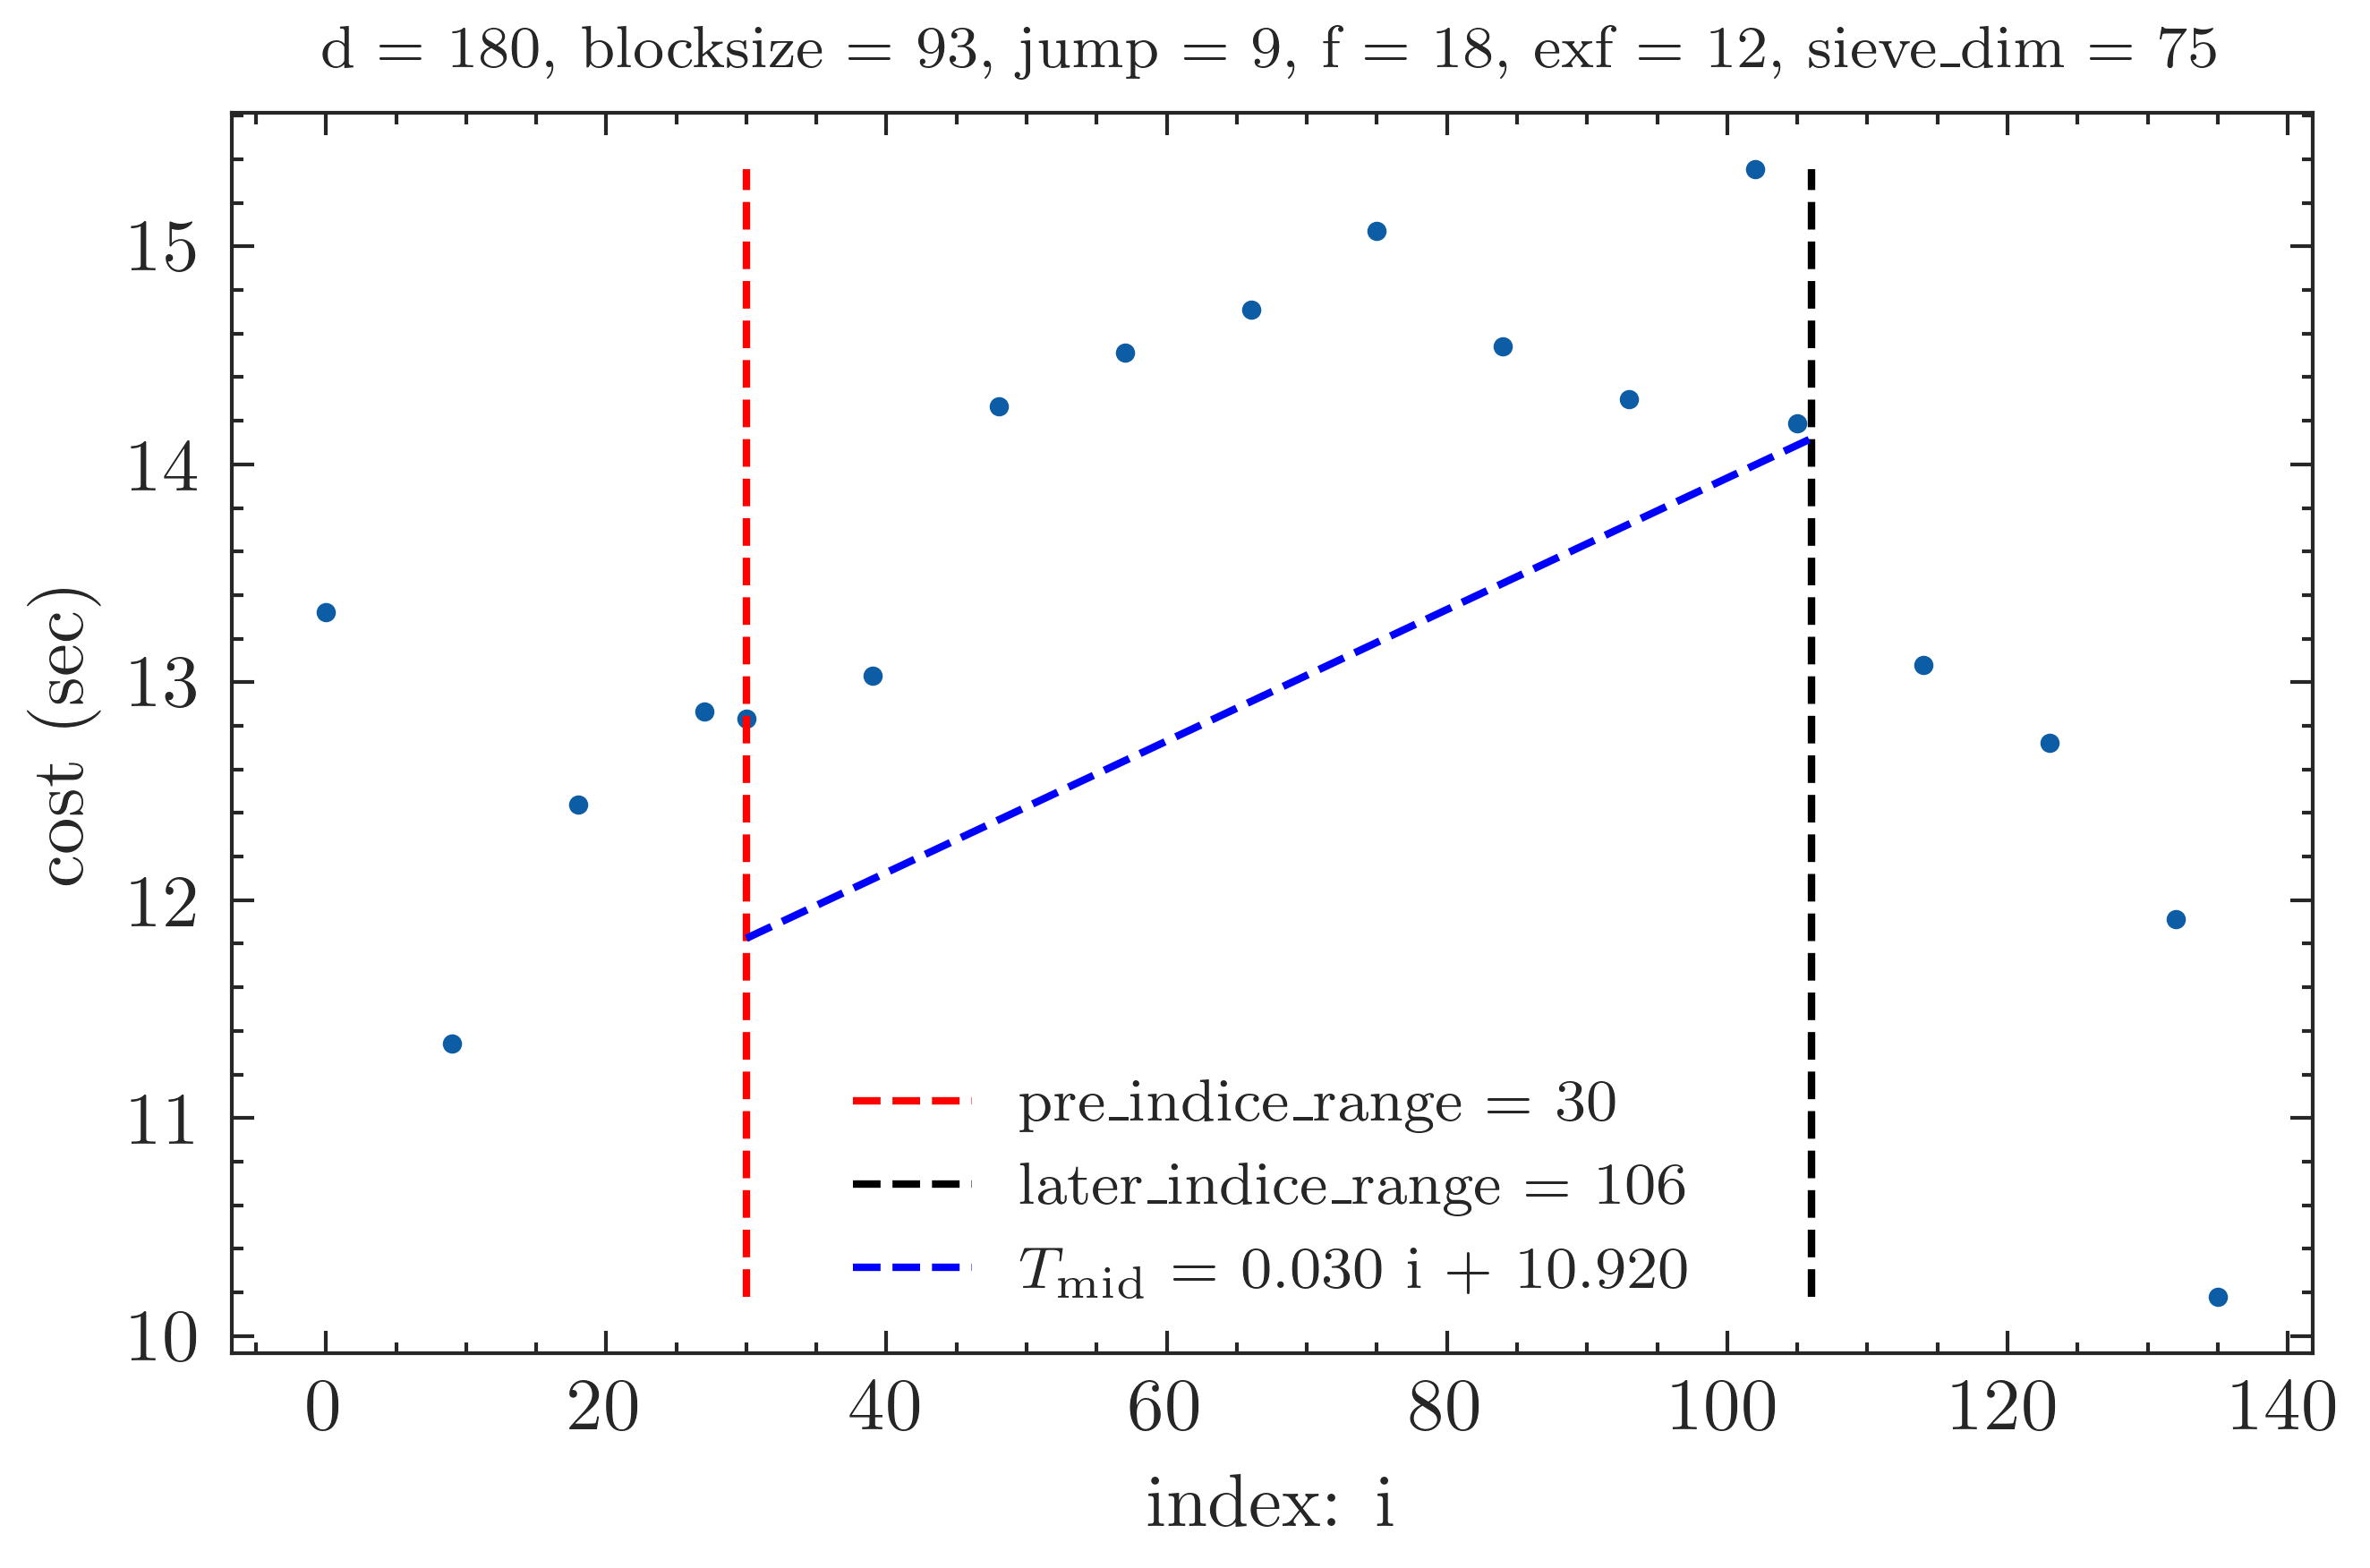 d = 180, blocksize = 93, jump = 9, f = 18, exf = 12, sieve_dim = 75
15
14
13
12
11
10
cost (sec)
pre_indice_range = 30
later_indice_range = 106
T_mid = 0.030 i + 10.920
0 20 40 60 80 100 120 140
index: i